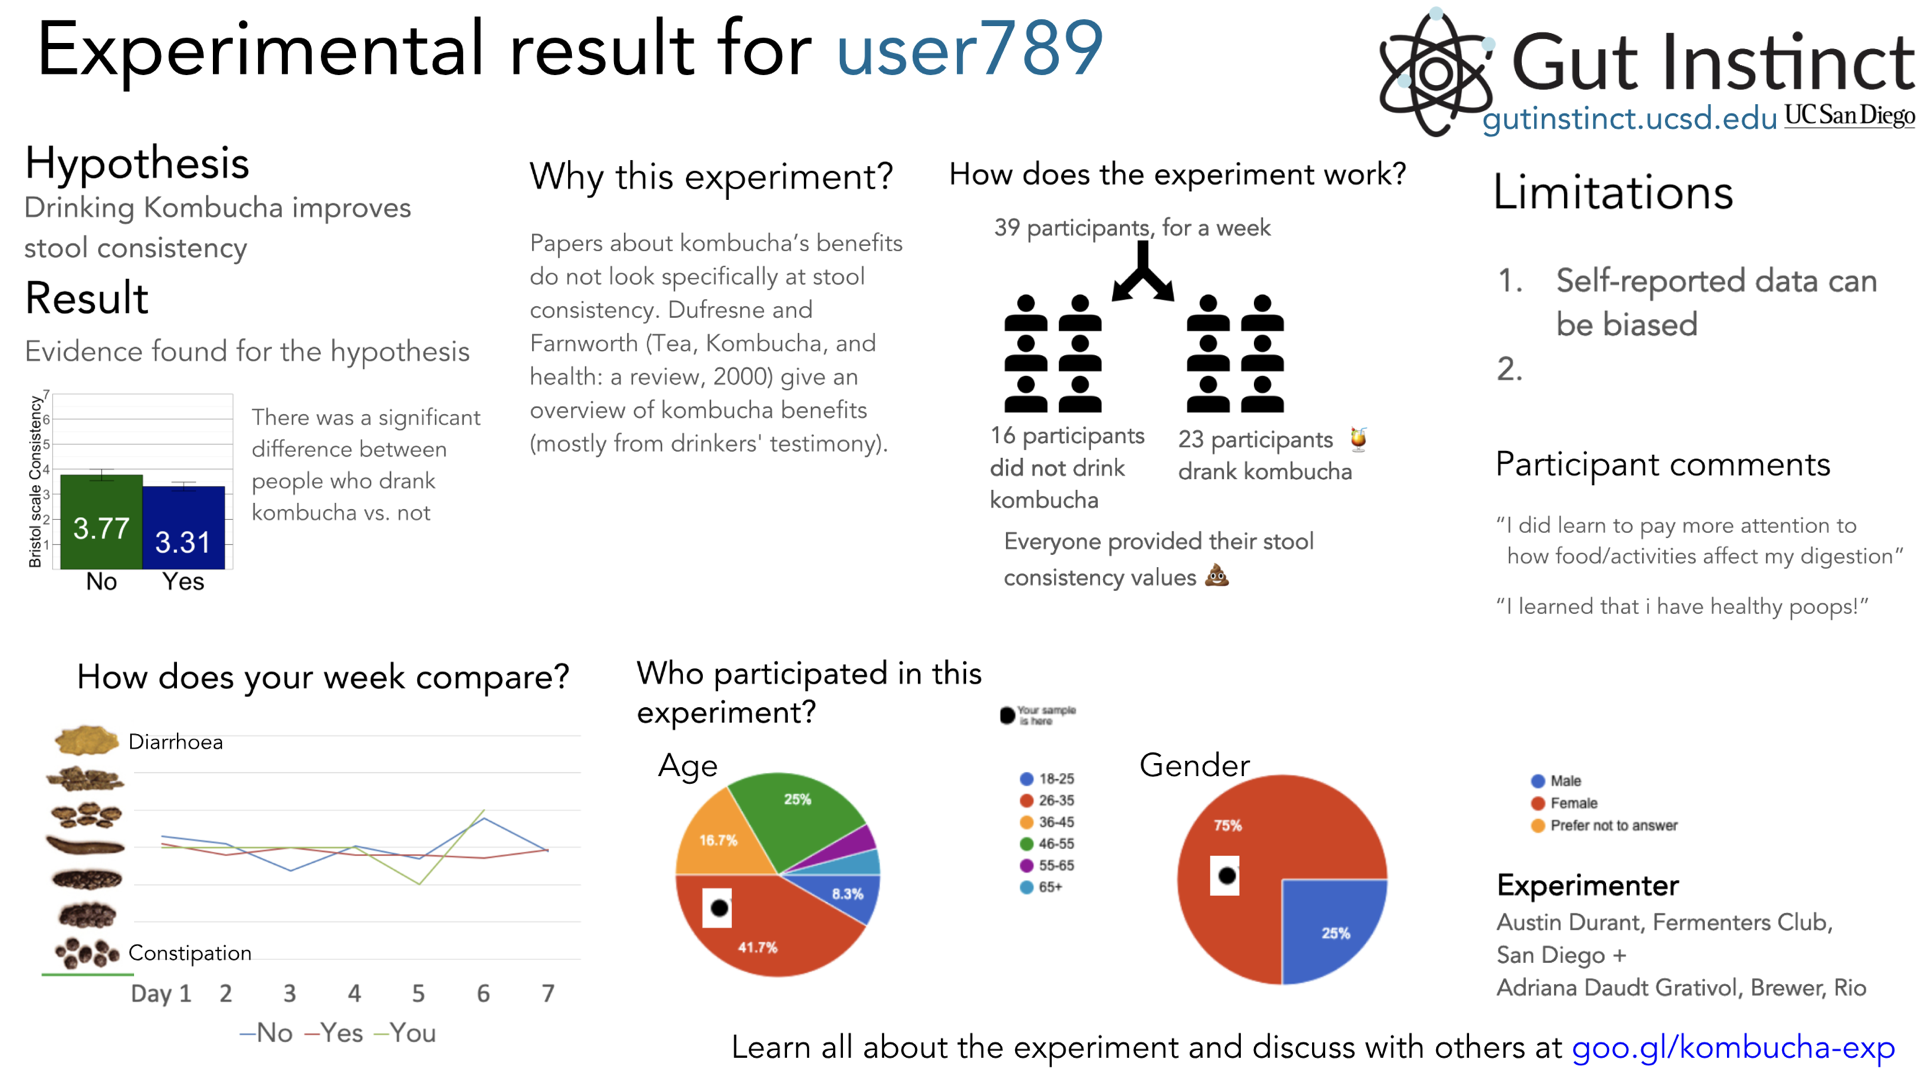 Experimental result for user789
Gut Instinct
gutinstinct.ucsd.edu UC San Diego
Hypothesis
Drinking Kombucha improves
stool consistency
Result
Evidence found for the hypothesis
Bristol scale Consistency
7
6
5
4
3
2
1
3.77
3.31
No
Yes
There was a significant
difference between
people who drank
kombucha vs. not
Why this experiment?
Papers about kombucha’s benefits
do not look specifically at stool
consistency. Dufresne and
Farnworth (Tea, Kombucha, and
health: a review, 2000) give an
overview of kombucha benefits
(mostly from drinkers' testimony).
How does the experiment work?
39 participants, for a week
16 participants
did not drink
kombucha
23 participants
drank kombucha
Everyone provided their stool
consistency values
Limitations
1. Self-reported data can
be biased
2.
Participant comments
“I did learn to pay more attention to
how food/activities affect my digestion”
“I learned that i have healthy poops!”
How does your week compare?
Diarrhoea
Constipation
Day 1 2 3 4 5 6 7
No Yes You
Who participated in this
experiment?
Your sample
is here
Age
25%
16.7%
8.3%
41.7%
18-25
26-35
36-45
46-55
55-65
65+
Gender
75%
25%
Male
Female
Prefer not to answer
Experimenter
Austin Durant, Fermenters Club,
San Diego +
Adriana Daudt Grativol, Brewer, Rio
Learn all about the experiment and discuss with others at goo.gl/kombucha-exp